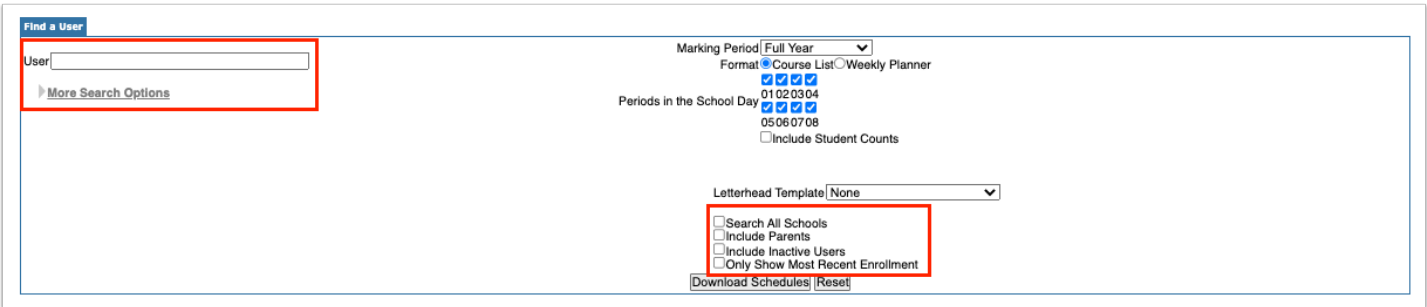 Find a User
User
More Search Options
Marking Period Full Year
Format Course List Weekly Planner
Periods in the School Day
01 02 03 04
05 06 07 08
Include Student Counts
Letterhead Template None
Search All Schools
Include Parents
Include Inactive Users
Only Show Most Recent Enrollment
Download Schedules Reset